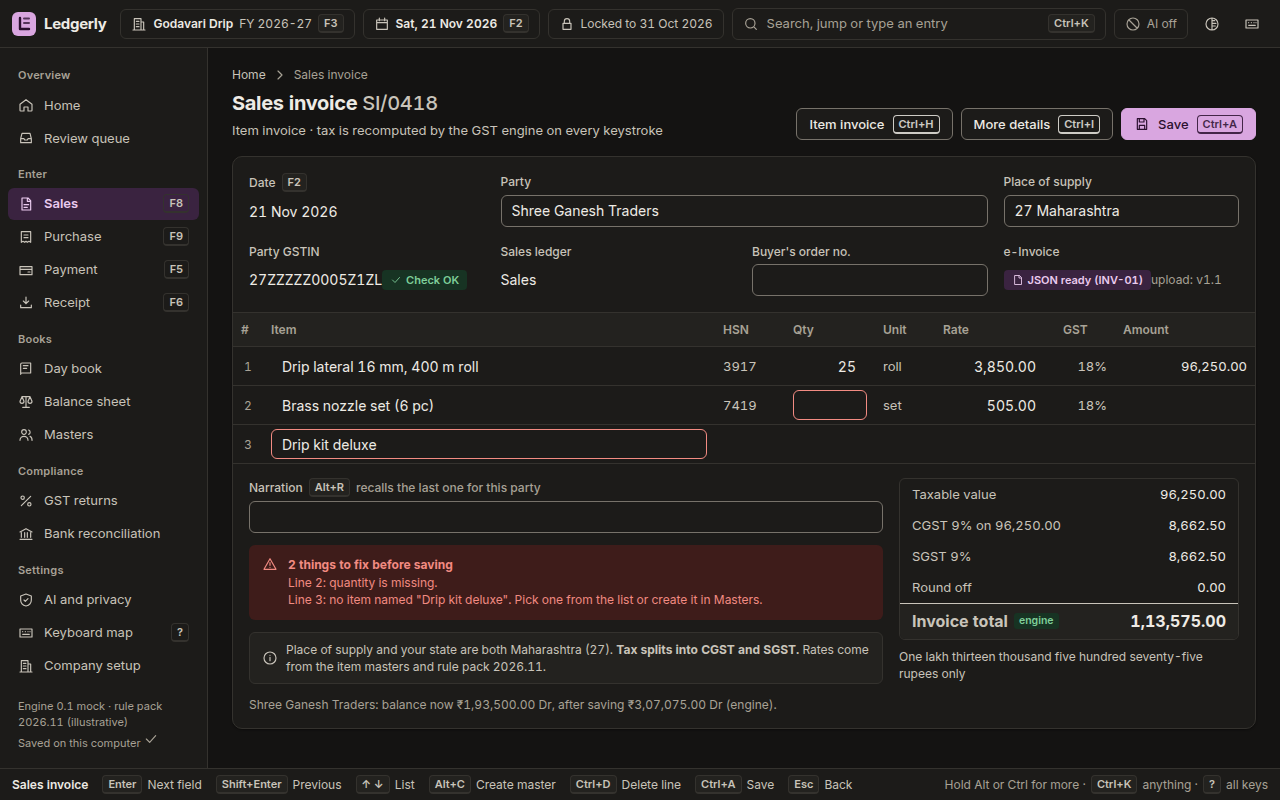 Ledgerly
Godavari Drip FY 2026-27 F3
Sat, 21 Nov 2026 F2
Locked to 31 Oct 2026
Search, jump or type an entry Ctrl+K
AI off
Overview
Home
Review queue
Enter
Sales F8
Purchase F9
Payment F5
Receipt F6
Books
Day book
Balance sheet
Masters
Compliance
GST returns
Bank reconciliation
Settings
AI and privacy
Keyboard map ?
Company setup
Engine 0.1 mock · rule pack
2026.11 (illustrative)
Saved on this computer
Home > Sales invoice
Sales invoice SI/0418
Item invoice · tax is recomputed by the GST engine on every keystroke
Item invoice Ctrl+H
More details Ctrl+I
Save Ctrl+A
Date F2 Party Place of supply
21 Nov 2026 Shree Ganesh Traders 27 Maharashtra
Party GSTIN Sales ledger Buyer's order no. e-Invoice
27ZZZZZ0005Z1ZL Check OK Sales JSON ready (INV-01) upload: v1.1
# Item HSN Qty Unit Rate GST Amount
1 Drip lateral 16 mm, 400 m roll 3917 25 roll 3,850.00 18% 96,250.00
2 Brass nozzle set (6 pc) 7419 set 505.00 18%
3 Drip kit deluxe
Narration Alt+R recalls the last one for this party
2 things to fix before saving
Line 2: quantity is missing.
Line 3: no item named "Drip kit deluxe". Pick one from the list or create it in Masters.
Place of supply and your state are both Maharashtra (27). Tax splits into CGST and SGST. Rates come
from the item masters and rule pack 2026.11.
Shree Ganesh Traders: balance now ₹1,93,500.00 Dr, after saving ₹3,07,075.00 Dr (engine).
Taxable value 96,250.00
CGST 9% on 96,250.00 8,662.50
SGST 9% 8,662.50
Round off 0.00
Invoice total engine 1,13,575.00
One lakh thirteen thousand five hundred seventy-five
rupees only
Sales invoice Enter Next field Shift+Enter Previous ↑↓ List Alt+C Create master Ctrl+D Delete line Ctrl+A Save Esc Back Hold Alt or Ctrl for more · Ctrl+K anything · ? all keys